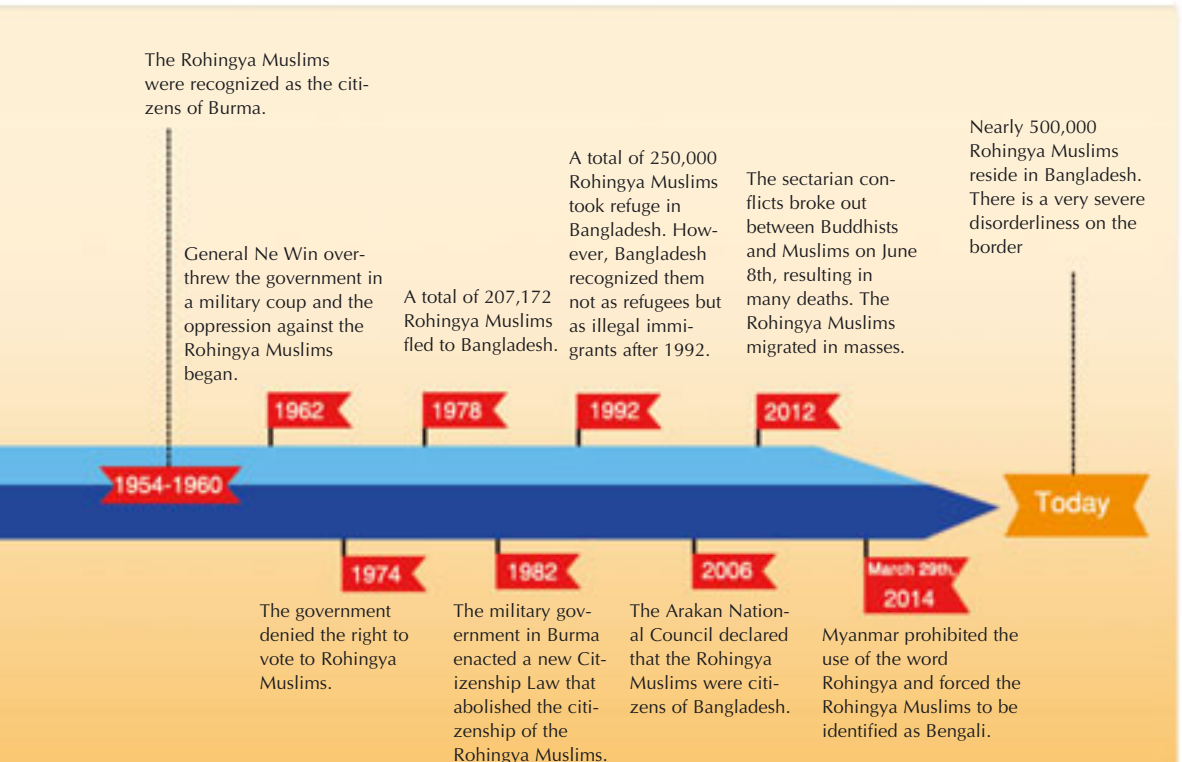 The Rohingya Muslims
were recognized as the citi-
zens of Burma.
1954-1960
General Ne Win over-
threw the government in
a military coup and the
oppression against the
Rohingya Muslims
began.
1962
The government
denied the right to
vote to Rohingya
Muslims.
1974
A total of 207,172
Rohingya Muslims
fled to Bangladesh.
1978
The military gov-
ernment in Burma
enacted a new Cit-
izenship Law that
abolished the citi-
zenship of the
Rohingya Muslims.
1982
A total of 250,000
Rohingya Muslims
took refuge in
Bangladesh. How-
ever, Bangladesh
recognized them
not as refugees but
as illegal immi-
grants after 1992.
1992
The Arakan Nation-
al Council declared
that the Rohingya
Muslims were citi-
zens of Bangladesh.
2006
The sectarian con-
flicts broke out
between Buddhists
and Muslims on June
8th, resulting in
many deaths. The
Rohingya Muslims
migrated in masses.
2012
March 29th,
2014
Myanmar prohibited the
use of the word
Rohingya and forced the
Rohingya Muslims to be
identified as Bengali.
Nearly 500,000
Rohingya Muslims
reside in Bangladesh.
There is a very severe
disorderliness on the
border
Today